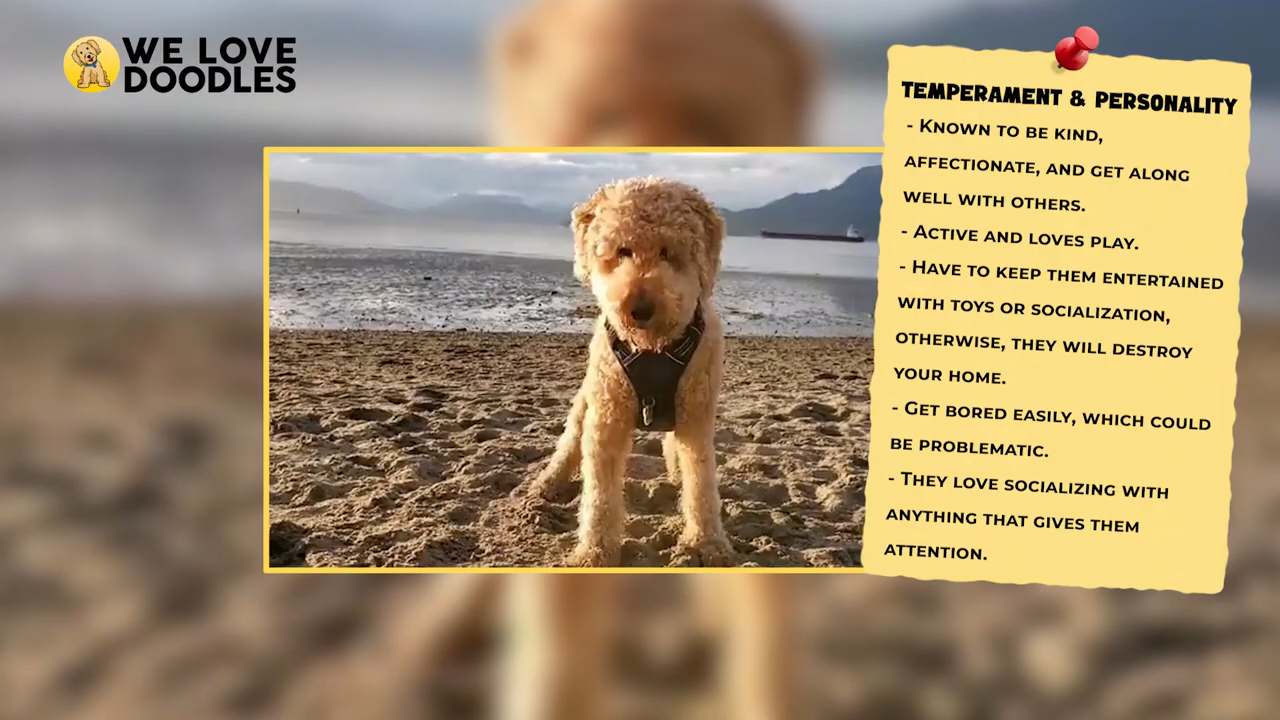 WE LOVE
DOODLES
TEMPERAMENT & PERSONALITY
- KNOWN TO BE KIND,
AFFECTIONATE, AND GET ALONG
WELL WITH OTHERS.
- ACTIVE AND LOVES PLAY.
- HAVE TO KEEP THEM ENTERTAINED
WITH TOYS OR SOCIALIZATION,
OTHERWISE, THEY WILL DESTROY
YOUR HOME.
- GET BORED EASILY, WHICH COULD
BE PROBLEMATIC.
- THEY LOVE SOCIALIZING WITH
ANYTHING THAT GIVES THEM
ATTENTION.